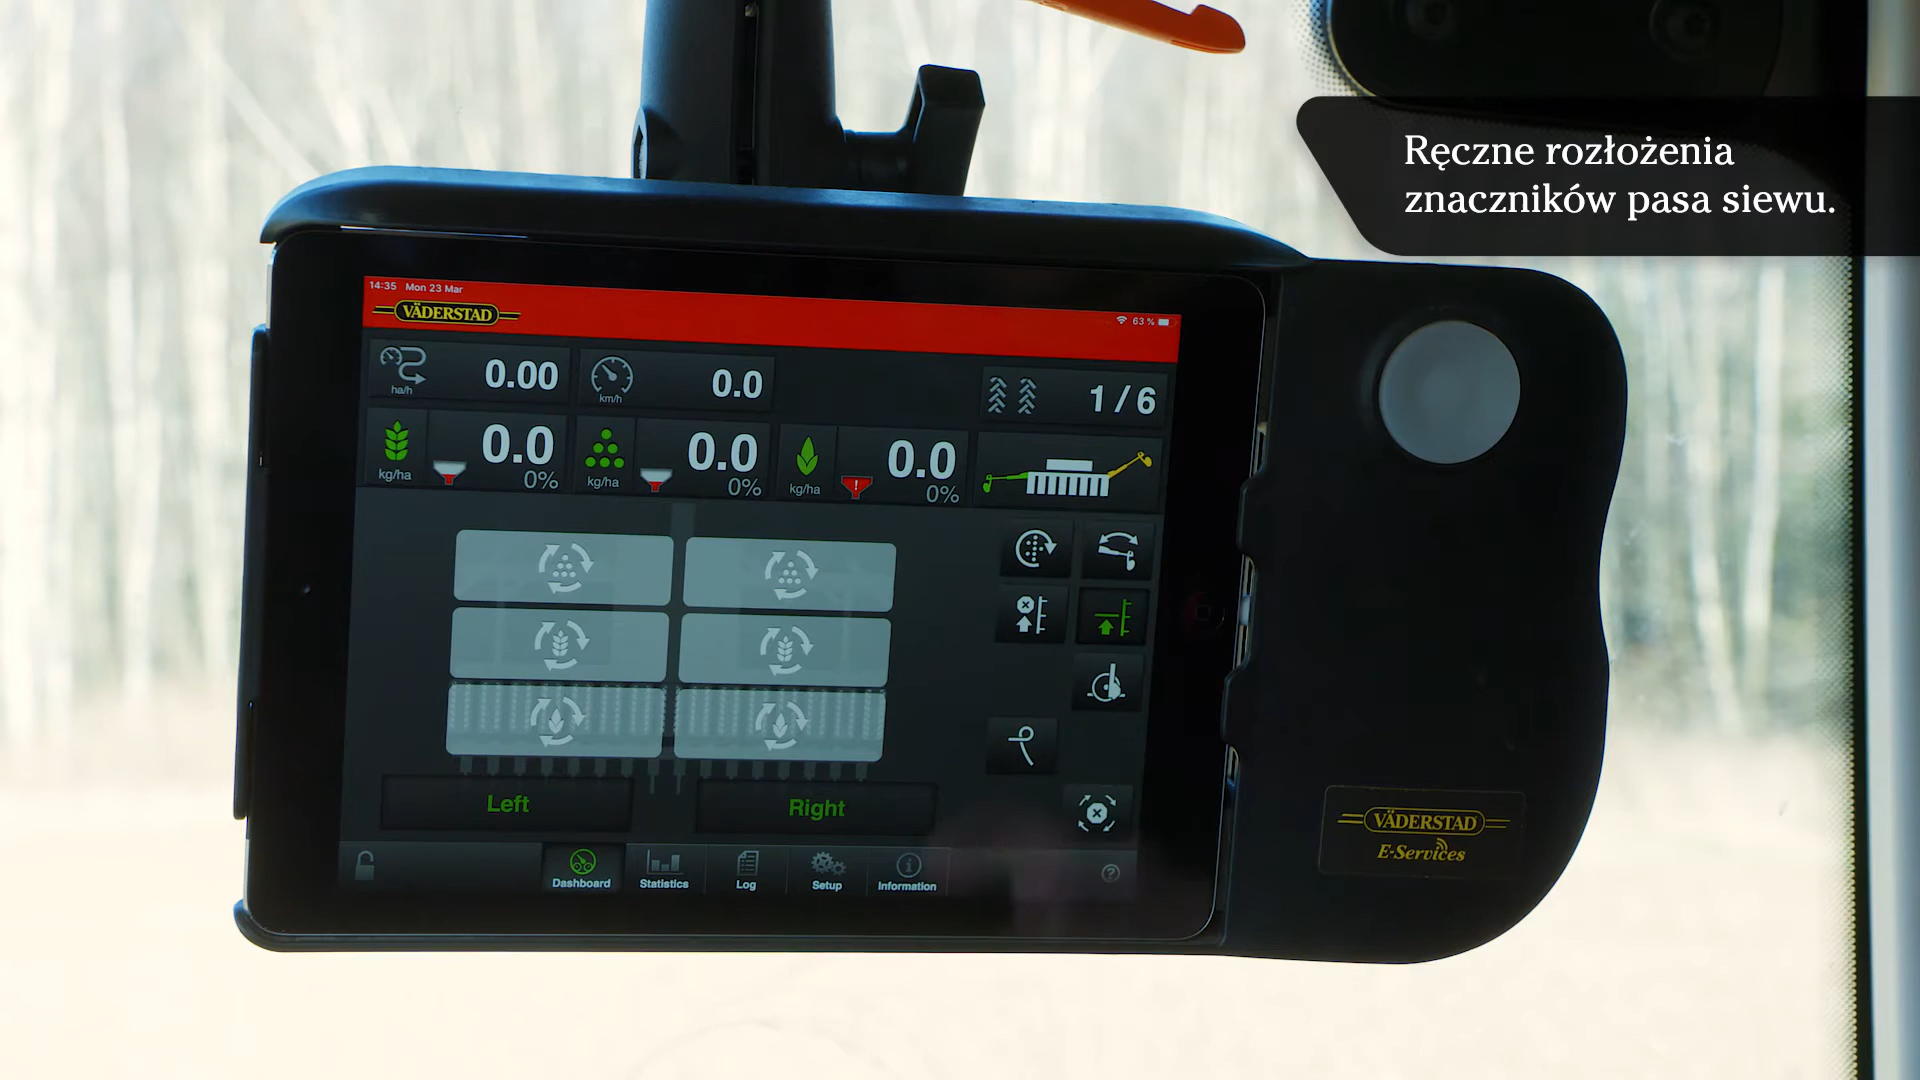 Ręczne rozłożenia
znaczników pasa siewu.
14:35 Mon 23 Mar
VÄDERSTAD
63 %
0.00
ha/h
0.0
km/h
1/6
0.0
kg/ha
0%
0.0
kg/ha
0%
0.0
kg/ha
0%
Left
Right
Dashboard
Statistics
Log
Setup
Information
VÄDERSTAD
E-Services